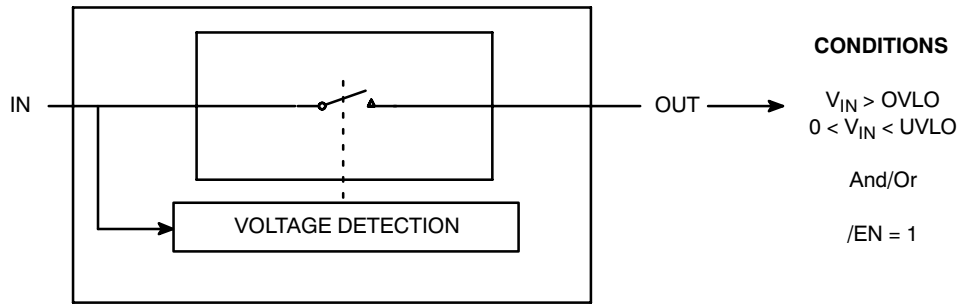 CONDITIONS
IN
OUT
V_IN > OVLO
0 < V_IN < UVLO
And/Or
VOLTAGE DETECTION
/EN = 1